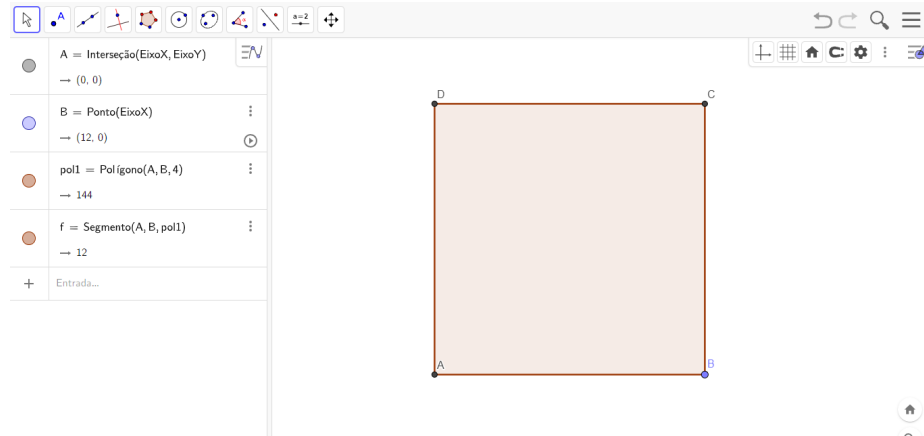 A
a=2
A = Interseção(EixoX, EixoY)
→ (0, 0)
B = Ponto(EixoX)
→ (12, 0)
pol1 = Polígono(A, B, 4)
→ 144
f = Segmento(A, B, pol1)
→ 12
+ Entrada...
D
C
A
B